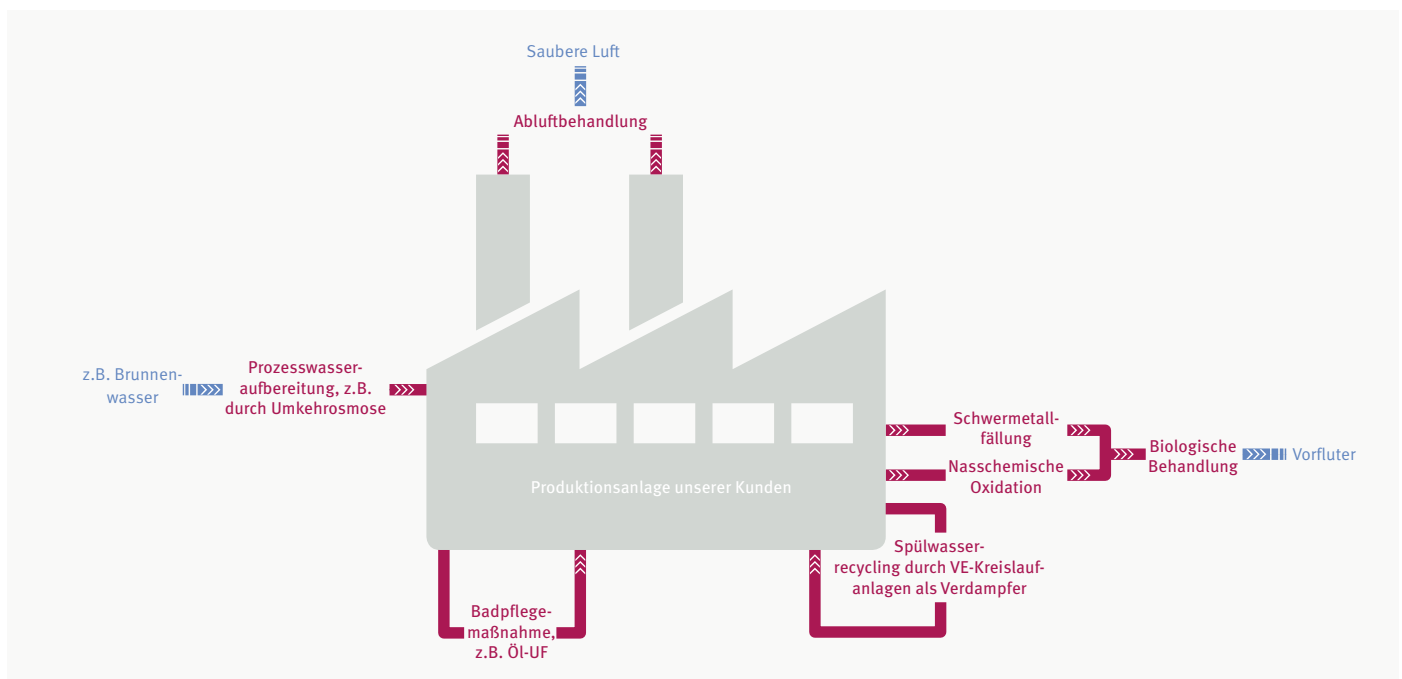 Saubere Luft
Abluftbehandlung
z.B. Brunnen-
wasser
Prozesswasser-
aufbereitung, z.B.
durch Umkehrosmose
Schwermetall-
fällung
Nasschemische
Oxidation
Biologische
Behandlung
Vorfluter
Produktionsanlage unserer Kunden
Spülwasser-
recycling durch VE-Kreislauf-
anlagen als Verdampfer
Badpflege-
maßnahme,
z.B. Öl-UF